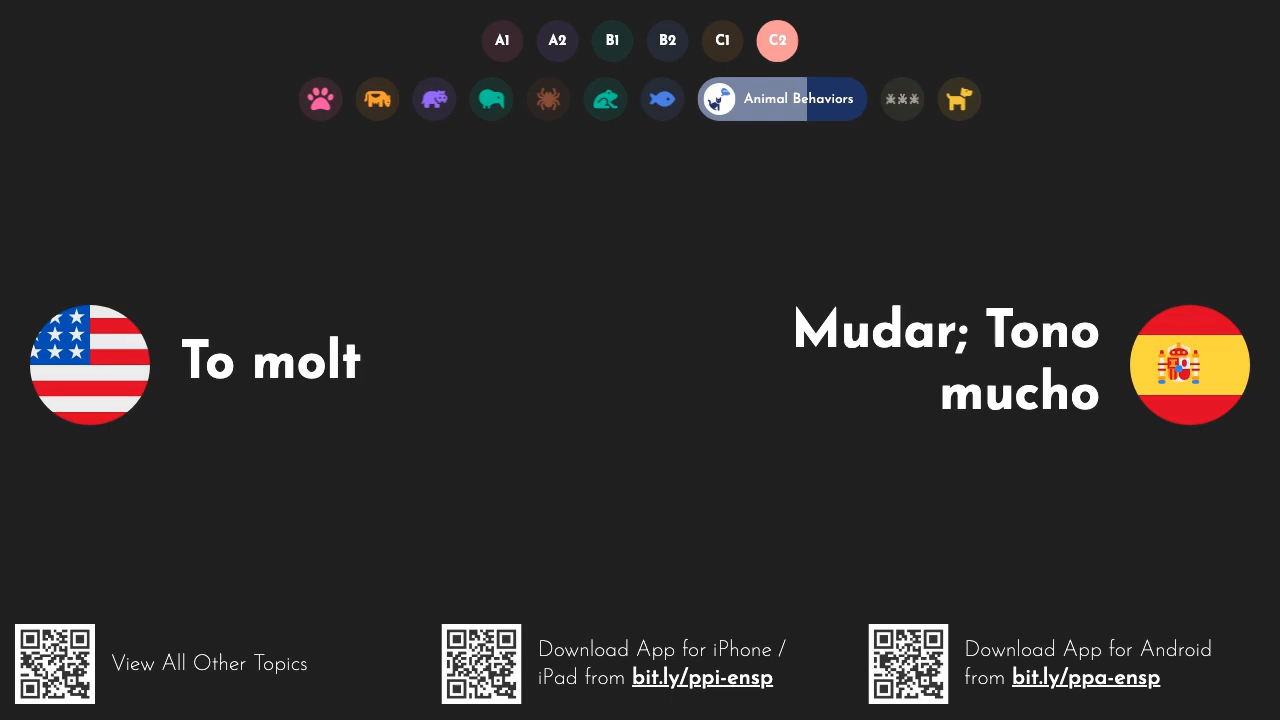 A1 A2 B1 B2 C1 C2
Animal Behaviors
To molt
Mudar; Tono
mucho
View All Other Topics
Download App for iPhone /
iPad from bit.ly/ppi-ensp
Download App for Android
from bit.ly/ppa-ensp